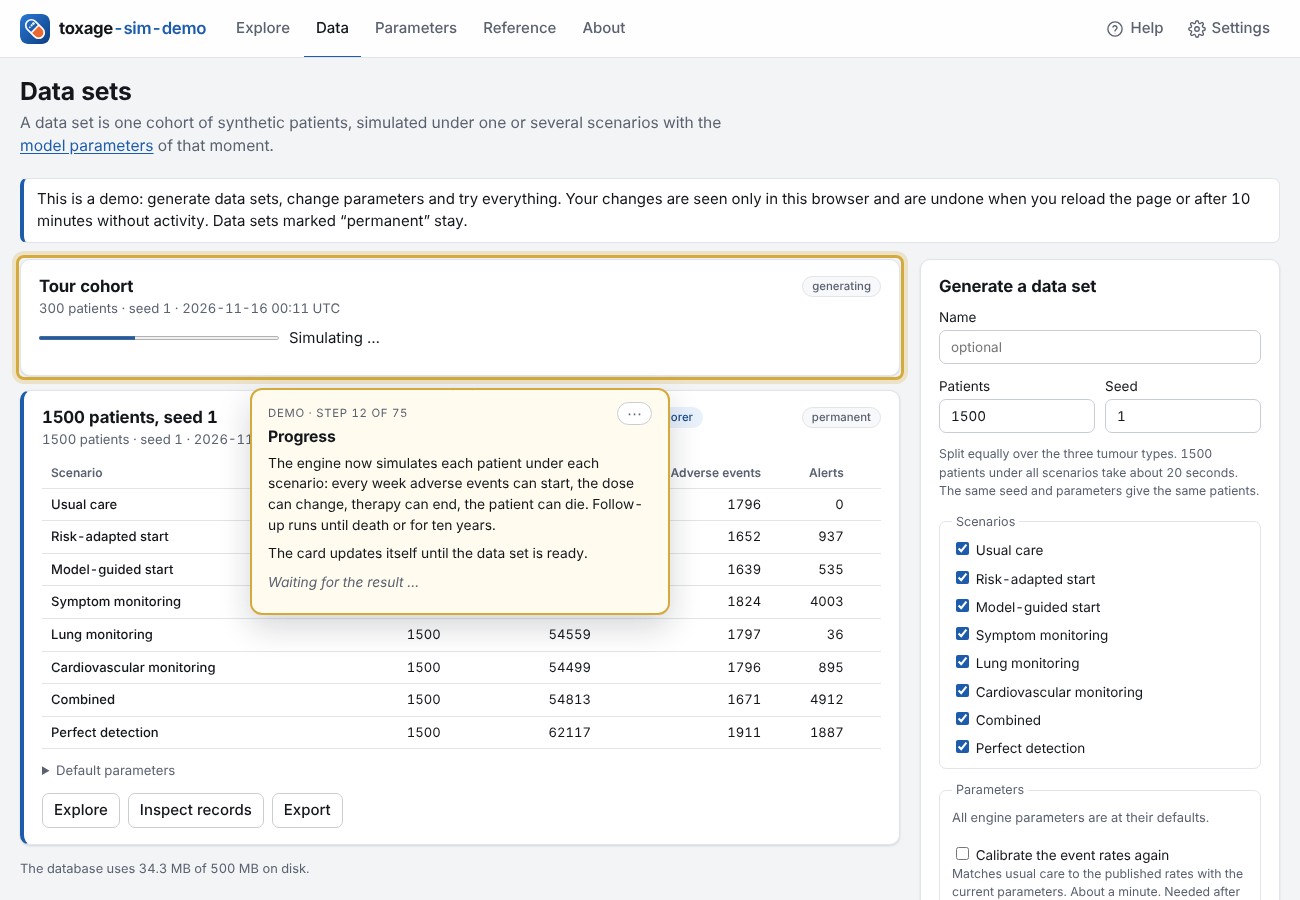 toxage-sim-demo
Explore
Data
Parameters
Reference
About
Help
Settings
Data sets
A data set is one cohort of synthetic patients, simulated under one or several scenarios with the
model parameters of that moment.
This is a demo: generate data sets, change parameters and try everything. Your changes are seen only in this browser and are undone when you reload the page or after 10
minutes without activity. Data sets marked “permanent” stay.
Tour cohort
generating
300 patients · seed 1 · 2026-11-16 00:11 UTC
Simulating ...
1500 patients, seed 1
permanent
1500 patients · seed 1
Scenario Adverse events Alerts
Usual care 1796 0
Risk-adapted start 1652 937
Model-guided start 1639 535
Symptom monitoring 1824 4003
Lung monitoring 1500 54559 1797 36
Cardiovascular monitoring 1500 54499 1796 895
Combined 1500 54813 1671 4912
Perfect detection 1500 62117 1911 1887
Default parameters
Explore
Inspect records
Export
The database uses 34.3 MB of 500 MB on disk.
DEMO · STEP 12 OF 75
...
Progress
The engine now simulates each patient under each
scenario: every week adverse events can start, the dose
can change, therapy can end, the patient can die. Follow-
up runs until death or for ten years.
The card updates itself until the data set is ready.
Waiting for the result ...
Generate a data set
Name
optional
Patients Seed
1500 1
Split equally over the three tumour types. 1500
patients under all scenarios take about 20 seconds.
The same seed and parameters give the same patients.
Scenarios
Usual care
Risk-adapted start
Model-guided start
Symptom monitoring
Lung monitoring
Cardiovascular monitoring
Combined
Perfect detection
Parameters
All engine parameters are at their defaults.
Calibrate the event rates again
Matches usual care to the published rates with the
current parameters. About a minute. Needed after